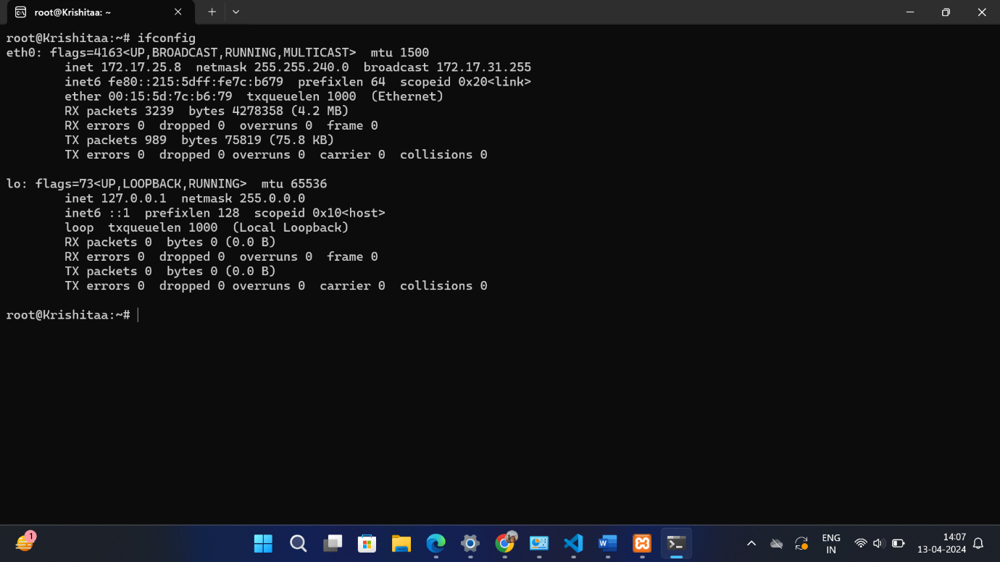 root@Krishitaa: ~
root@Krishitaa:~# ifconfig
eth0: flags=4163<UP,BROADCAST,RUNNING,MULTICAST>  mtu 1500
        inet 172.17.25.8  netmask 255.255.240.0  broadcast 172.17.31.255
        inet6 fe80::215:5dff:fe7c:b679  prefixlen 64  scopeid 0x20<link>
        ether 00:15:5d:7c:b6:79  txqueuelen 1000  (Ethernet)
        RX packets 3239  bytes 4278358 (4.2 MB)
        RX errors 0  dropped 0  overruns 0  frame 0
        TX packets 989  bytes 75819 (75.8 KB)
        TX errors 0  dropped 0 overruns 0  carrier 0  collisions 0

lo: flags=73<UP,LOOPBACK,RUNNING>  mtu 65536
        inet 127.0.0.1  netmask 255.0.0.0
        inet6 ::1  prefixlen 128  scopeid 0x10<host>
        loop  txqueuelen 1000  (Local Loopback)
        RX packets 0  bytes 0 (0.0 B)
        RX errors 0  dropped 0  overruns 0  frame 0
        TX packets 0  bytes 0 (0.0 B)
        TX errors 0  dropped 0 overruns 0  carrier 0  collisions 0

root@Krishitaa:~#
1
ENG
IN
14:07
13-04-2024